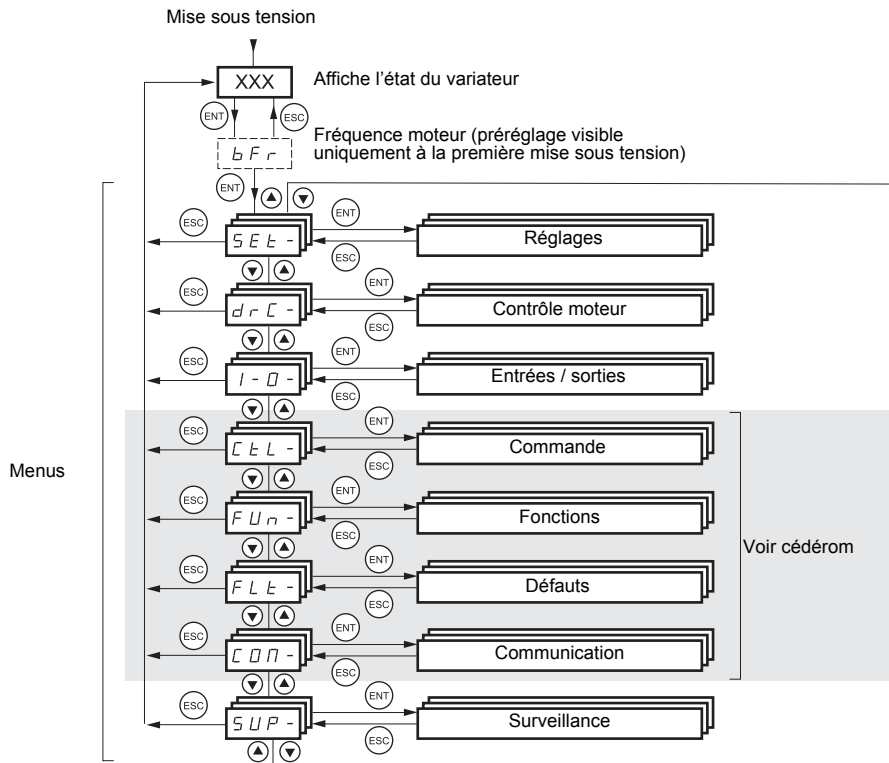 Mise sous tension
XXX
Affiche l'état du variateur
ENT
ESC
Fréquence moteur (préréglage visible
uniquement à la première mise sous tension)
bFr
ENT
ESC
SEt-
ENT
ESC
Réglages
ESC
drC-
ENT
ESC
Contrôle moteur
ESC
I-O-
ENT
ESC
Entrées / sorties
ESC
CtL-
ENT
ESC
Commande
Menus
ESC
FUn-
ENT
ESC
Fonctions
Voir cédérom
ESC
FLt-
ENT
ESC
Défauts
ESC
COM-
ENT
ESC
Communication
ESC
SUP-
ENT
ESC
Surveillance